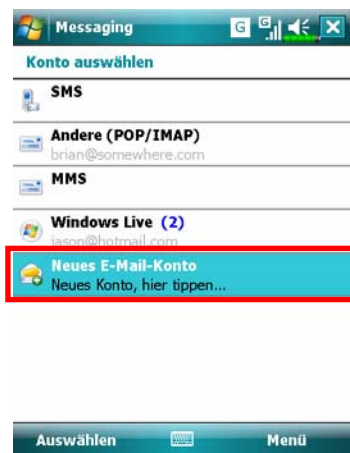 Messaging
G
G
Konto auswählen
SMS
Andere (POP/IMAP)
brian@somewhere.com
MMS
Windows Live (2)
jason@hotmail.com
Neues E-Mail-Konto
Neues Konto, hier tippen...
Auswählen
Menü